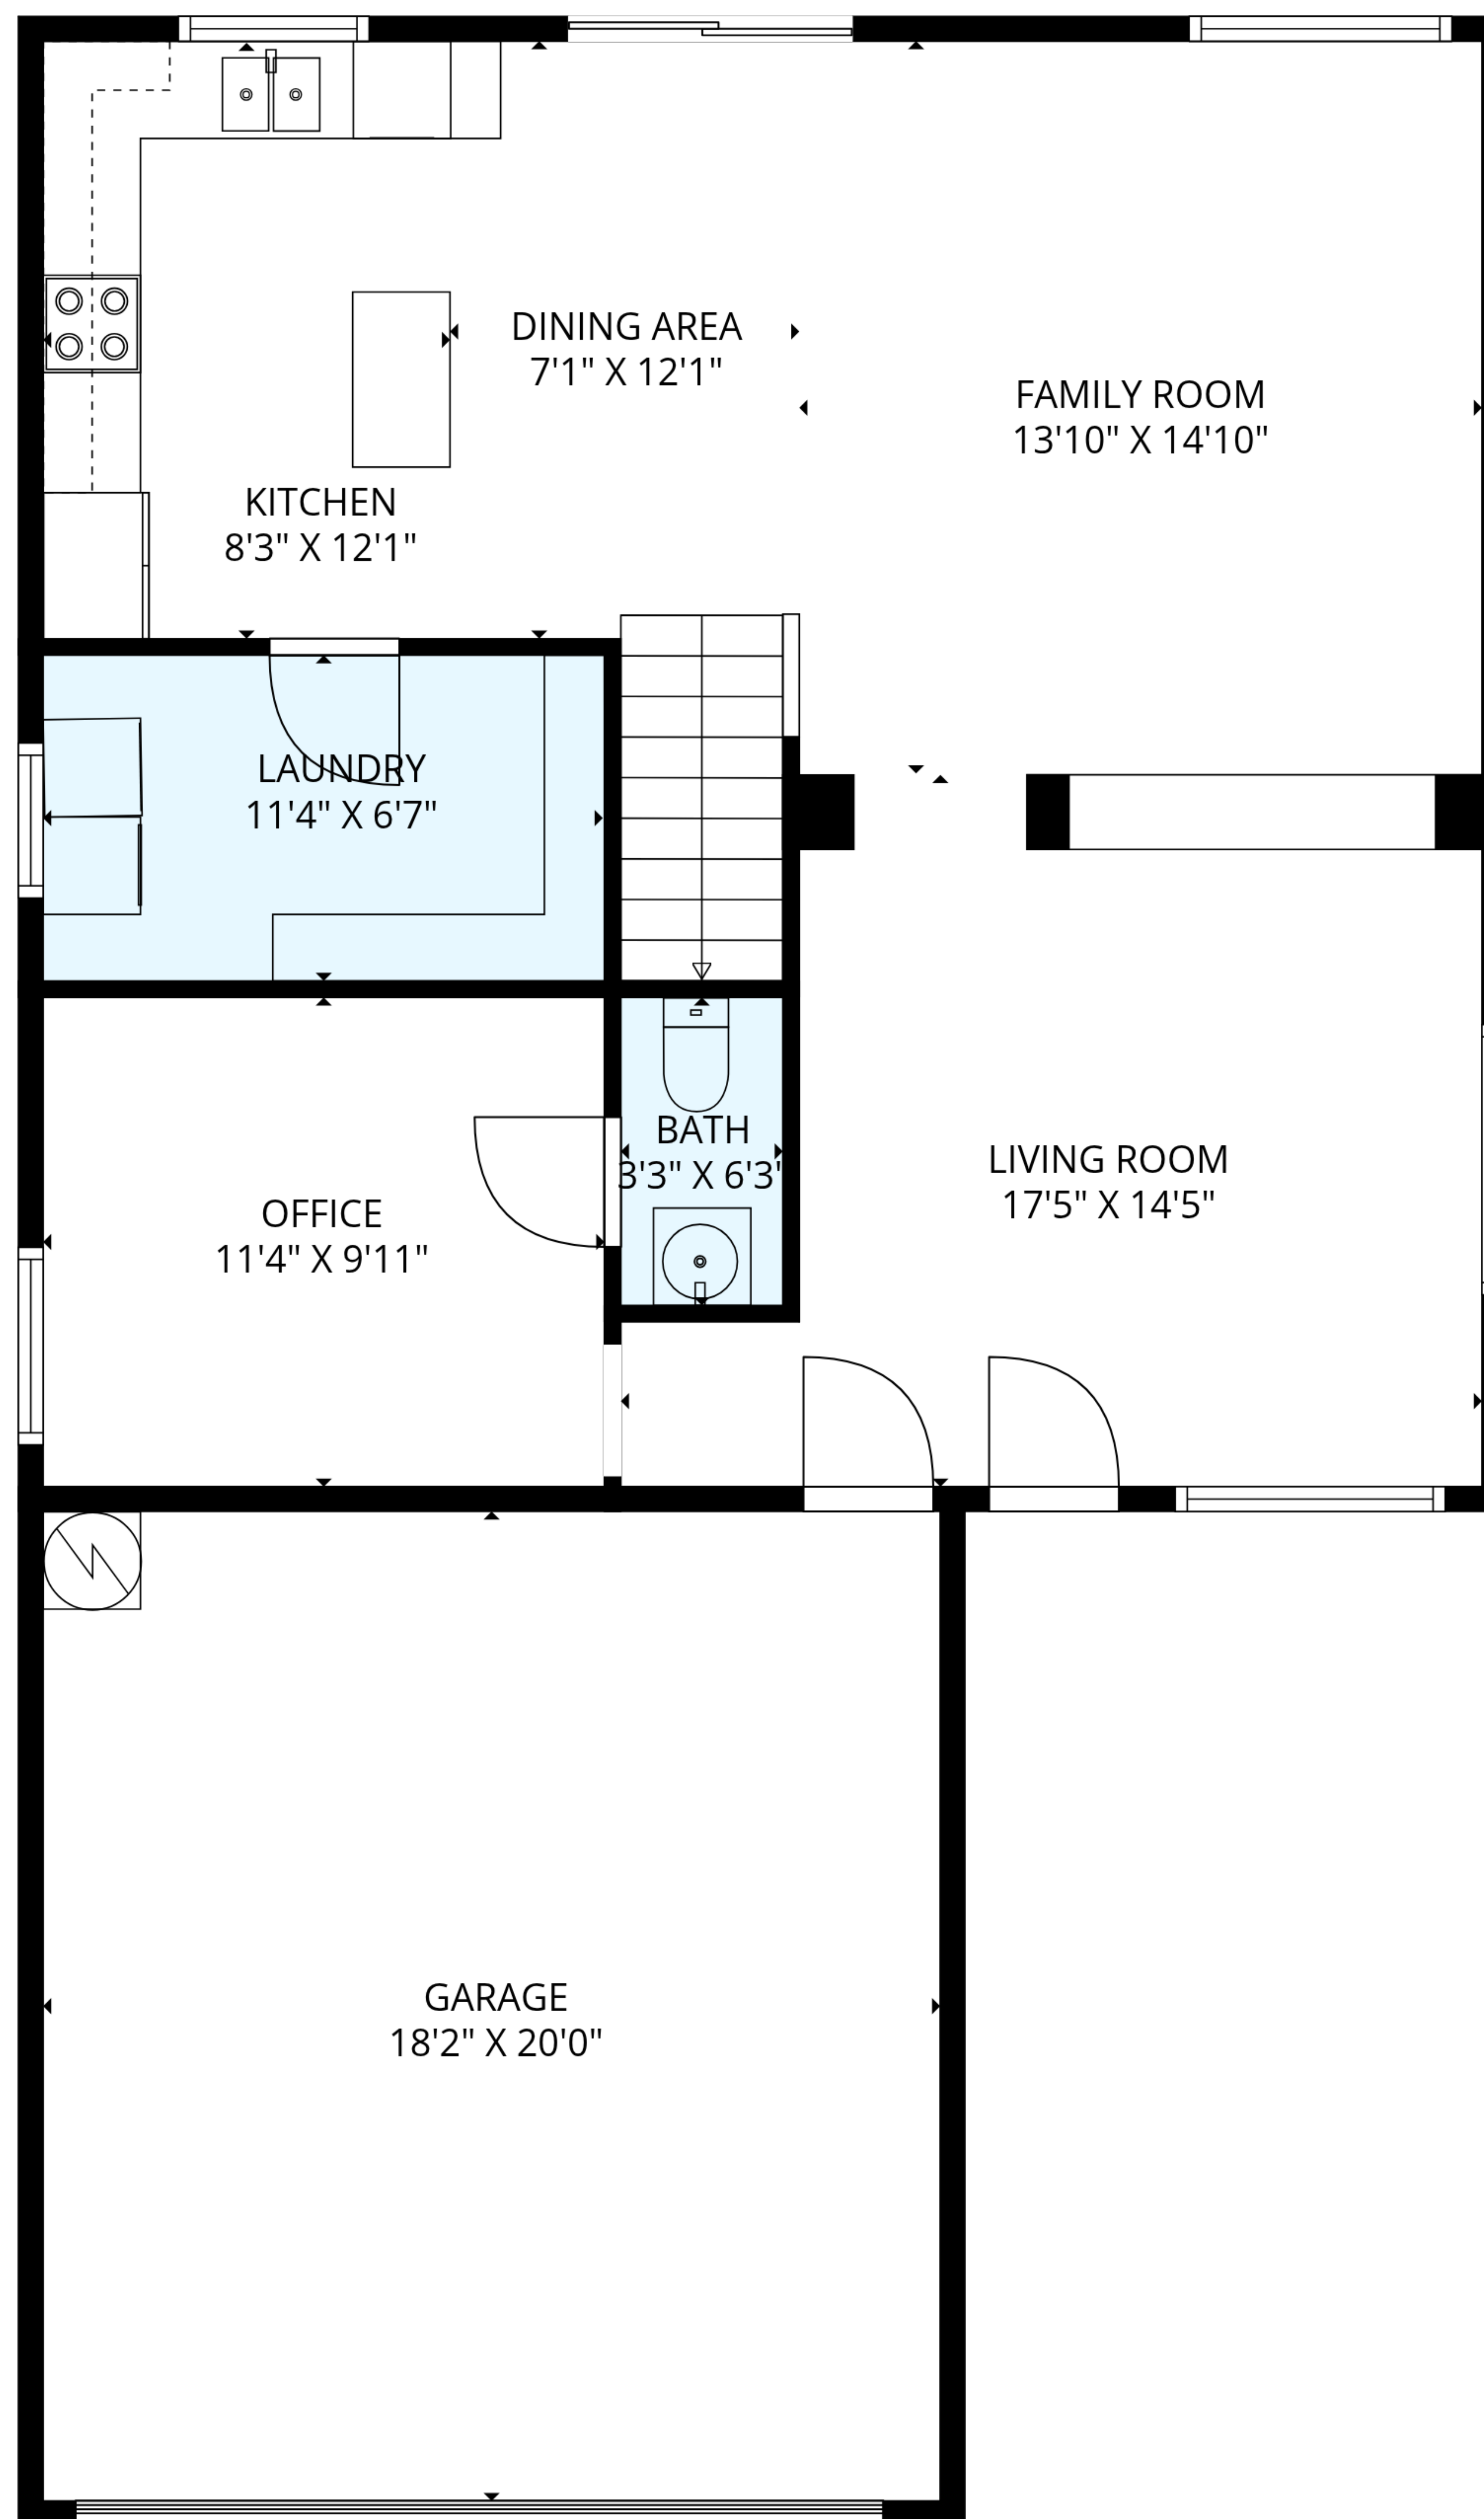 DINING AREA
7'1" X 12'1"
FAMILY ROOM
13'10" X 14'10"
KITCHEN
8'3" X 12'1"
LAUNDRY
11'4" X 6'7"
BATH
3'3" X 6'3"
LIVING ROOM
17'5" X 14'5"
OFFICE
11'4" X 9'11"
GARAGE
18'2" X 20'0"